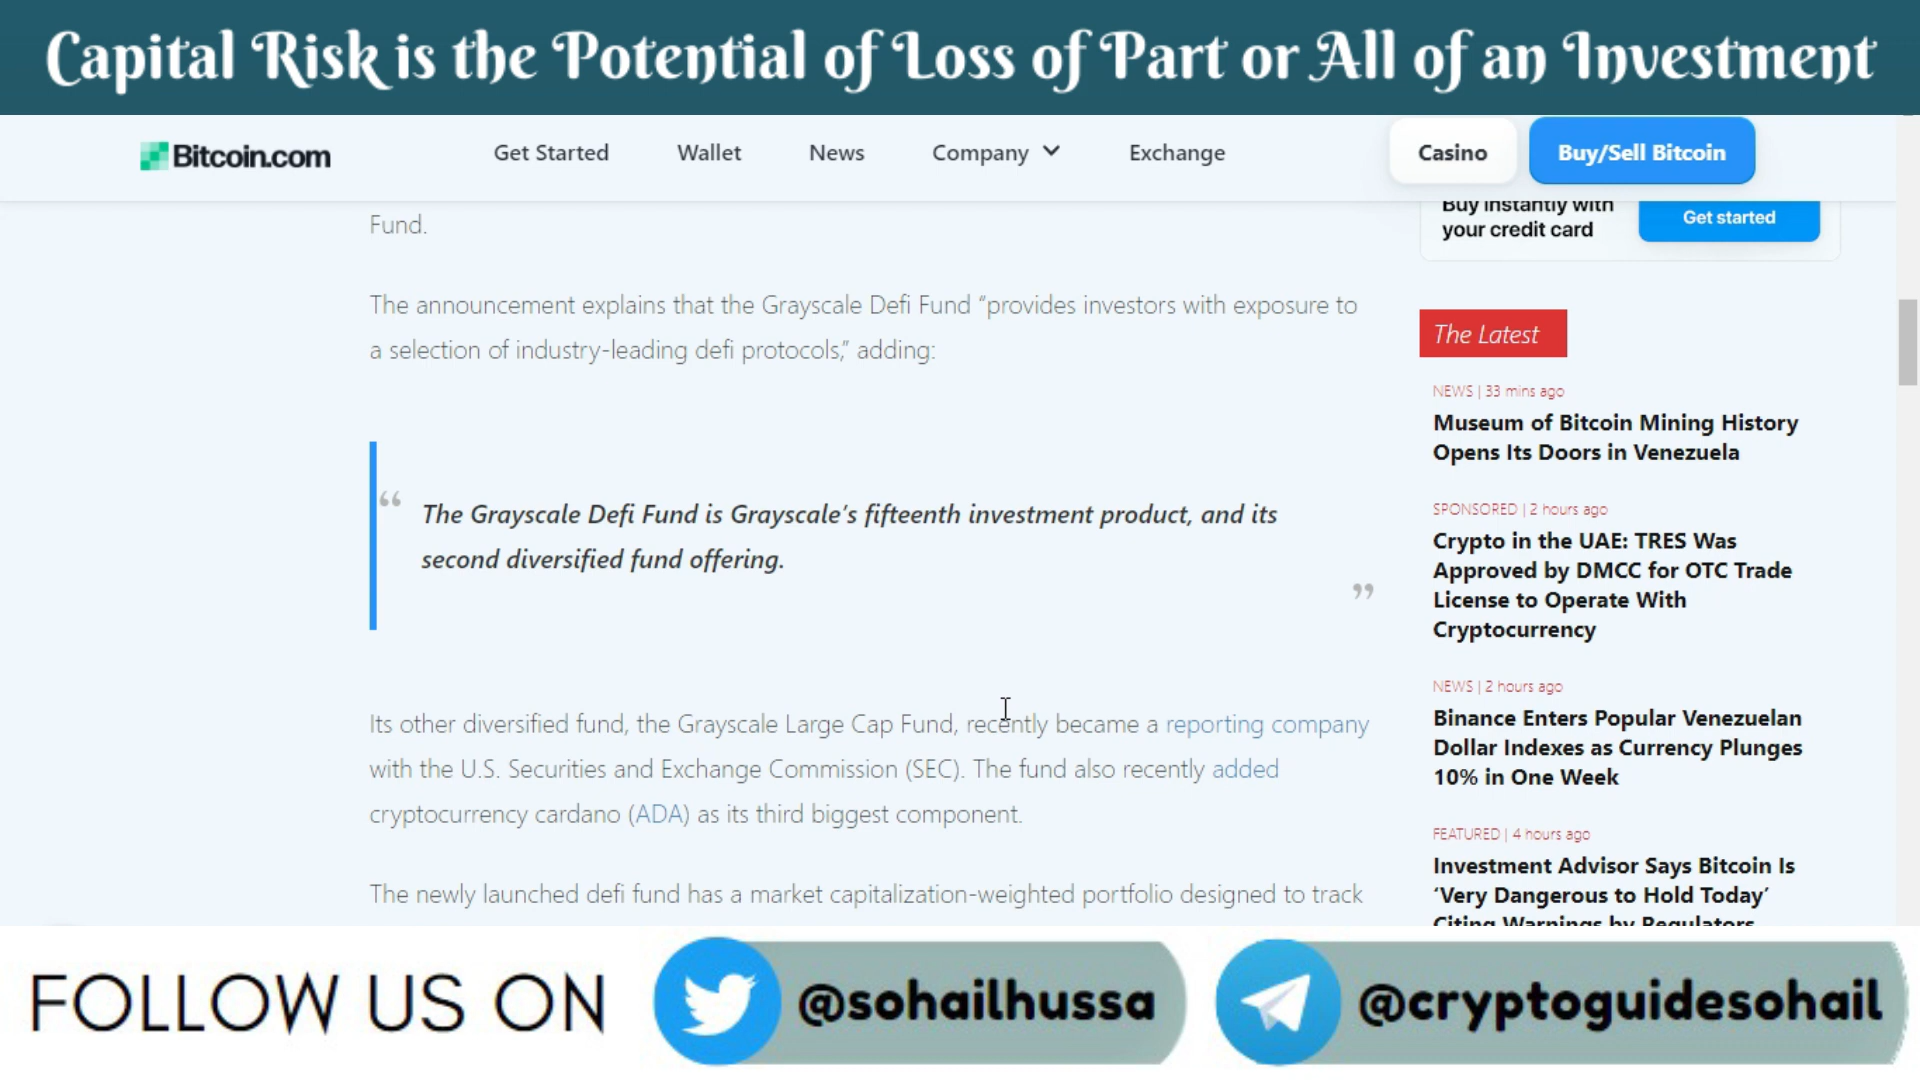 Capital Risk is the Potential of Loss of Part or All of an Investment
Bitcoin.com
Get Started
Wallet
News
Company
Exchange
Casino
Buy/Sell Bitcoin
Fund.
The announcement explains that the Grayscale Defi Fund “provides investors with exposure to
a selection of industry-leading defi protocols,” adding:
“
The Grayscale Defi Fund is Grayscale’s fifteenth investment product, and its
second diversified fund offering.
”
Its other diversified fund, the Grayscale Large Cap Fund, recently became a reporting company
with the U.S. Securities and Exchange Commission (SEC). The fund also recently added
cryptocurrency cardano (ADA) as its third biggest component.
The newly launched defi fund has a market capitalization-weighted portfolio designed to track
Buy instantly with
your credit card
Get started
The Latest
NEWS | 33 mins ago
Museum of Bitcoin Mining History
Opens Its Doors in Venezuela
SPONSORED | 2 hours ago
Crypto in the UAE: TRES Was
Approved by DMCC for OTC Trade
License to Operate With
Cryptocurrency
NEWS | 2 hours ago
Binance Enters Popular Venezuelan
Dollar Indexes as Currency Plunges
10% in One Week
FEATURED | 4 hours ago
Investment Advisor Says Bitcoin Is
‘Very Dangerous to Hold Today’
Citing Warnings by Regulators
FOLLOW US ON
@sohailhussa
@cryptoguidesohail